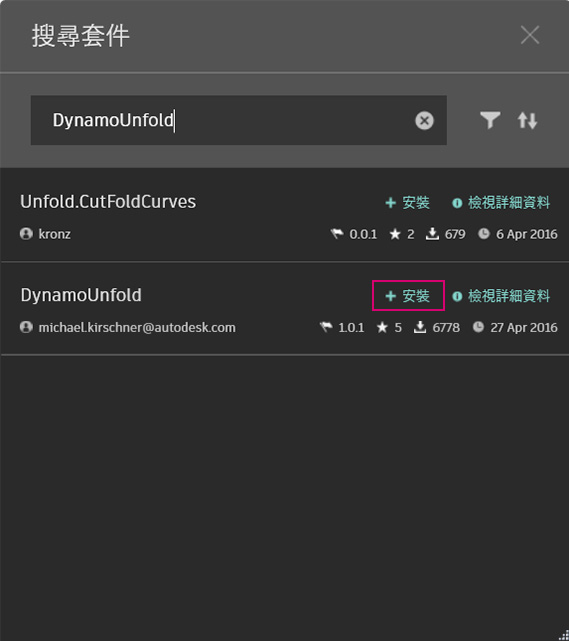 搜尋套件
DynamoUnfold
Unfold.CutFoldCurves
安裝
檢視詳細資料
kronz
0.0.1
2
679
6 Apr 2016
DynamoUnfold
安裝
檢視詳細資料
michael.kirschner@autodesk.com
1.0.1
5
6778
27 Apr 2016